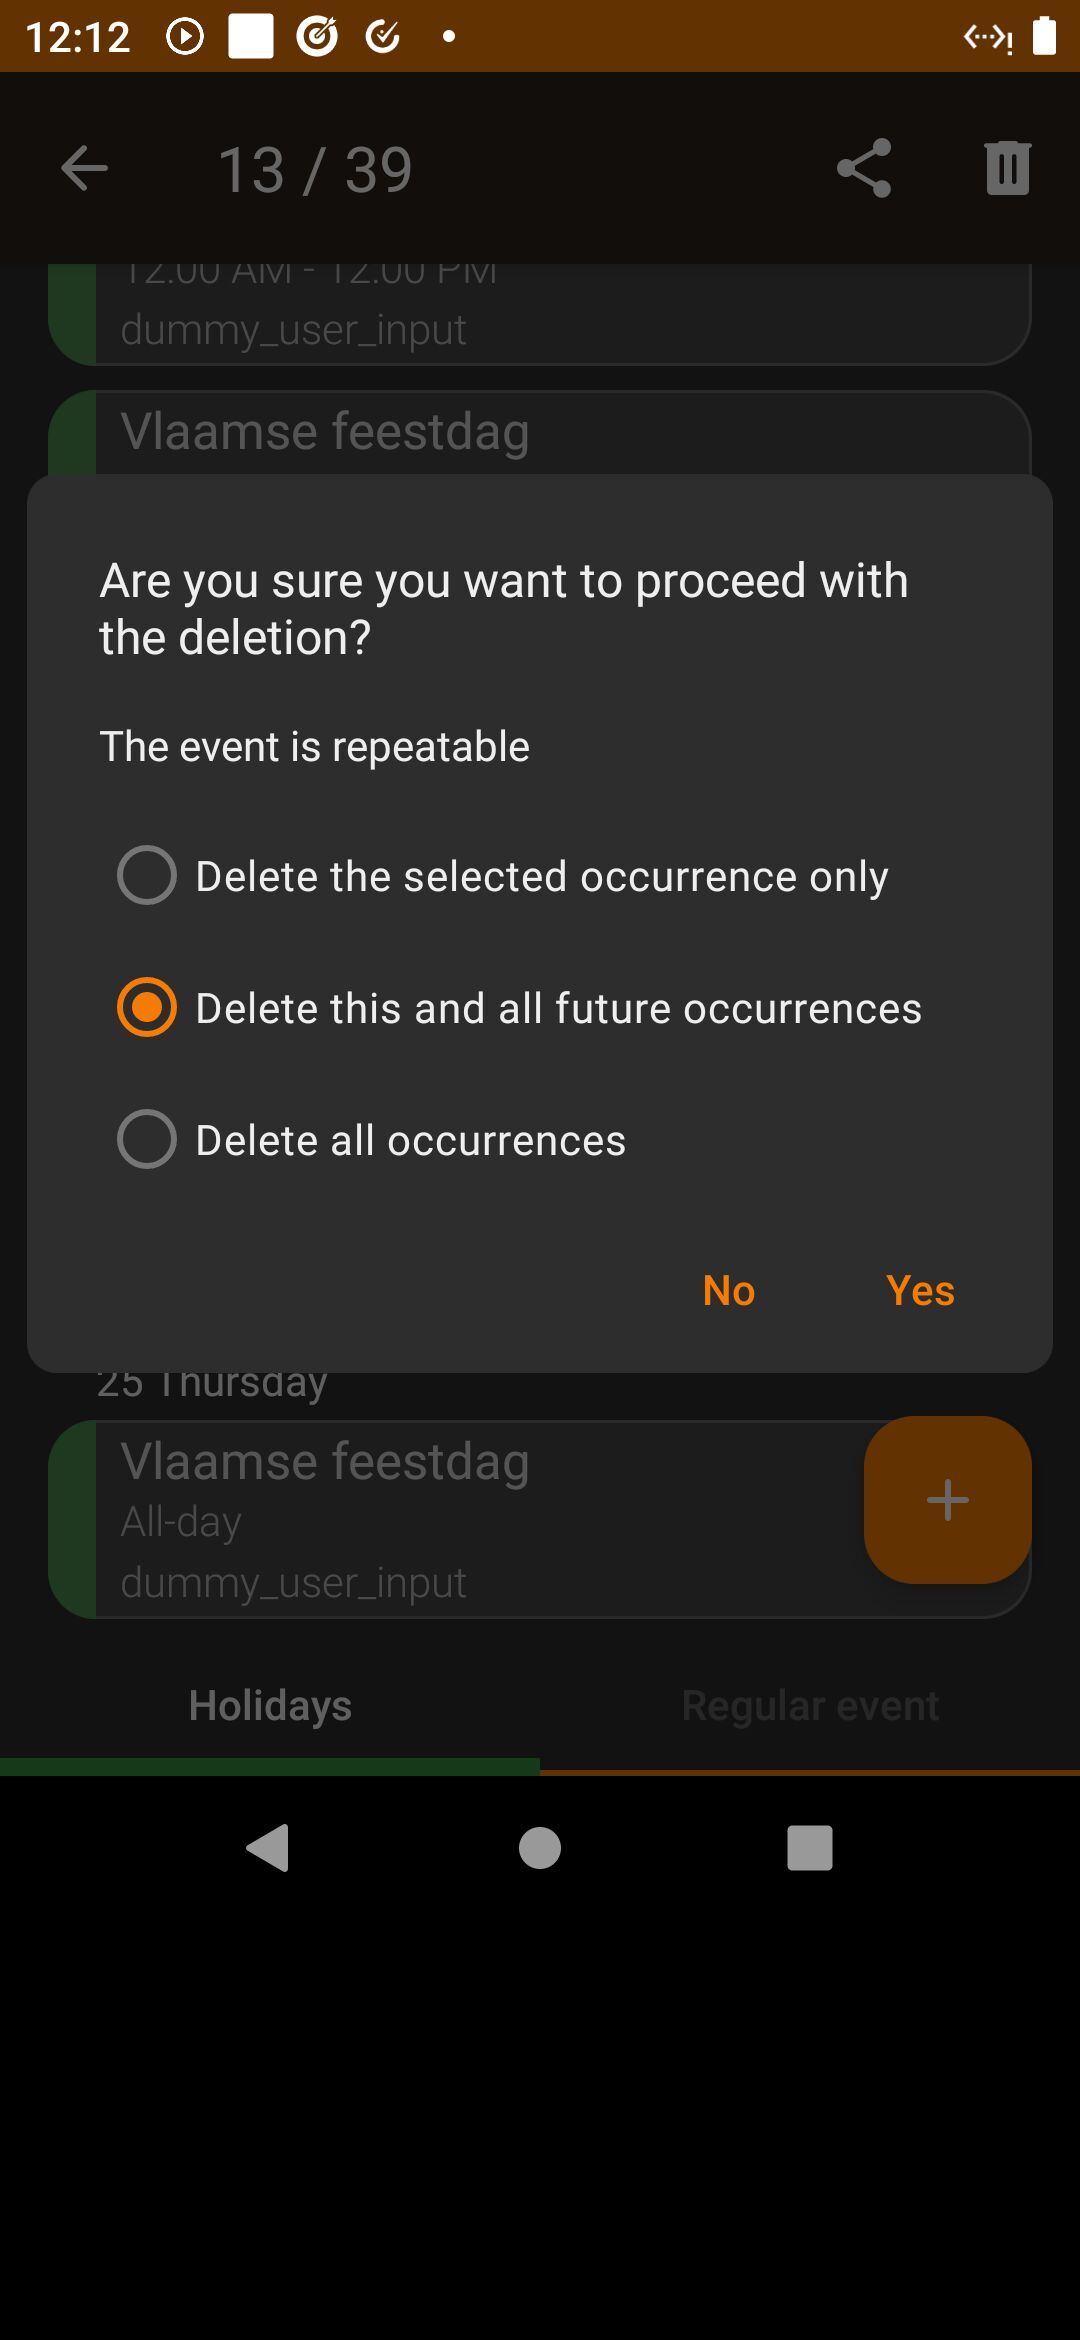 12:12
13 / 39
12.00 AM - 12.00 PM
dummy_user_input
Vlaamse feestdag
Are you sure you want to proceed with
the deletion?
The event is repeatable
Delete the selected occurrence only
Delete this and all future occurrences
Delete all occurrences
No
Yes
25 Thursday
Vlaamse feestdag
All-day
dummy_user_input
Holidays
Regular event